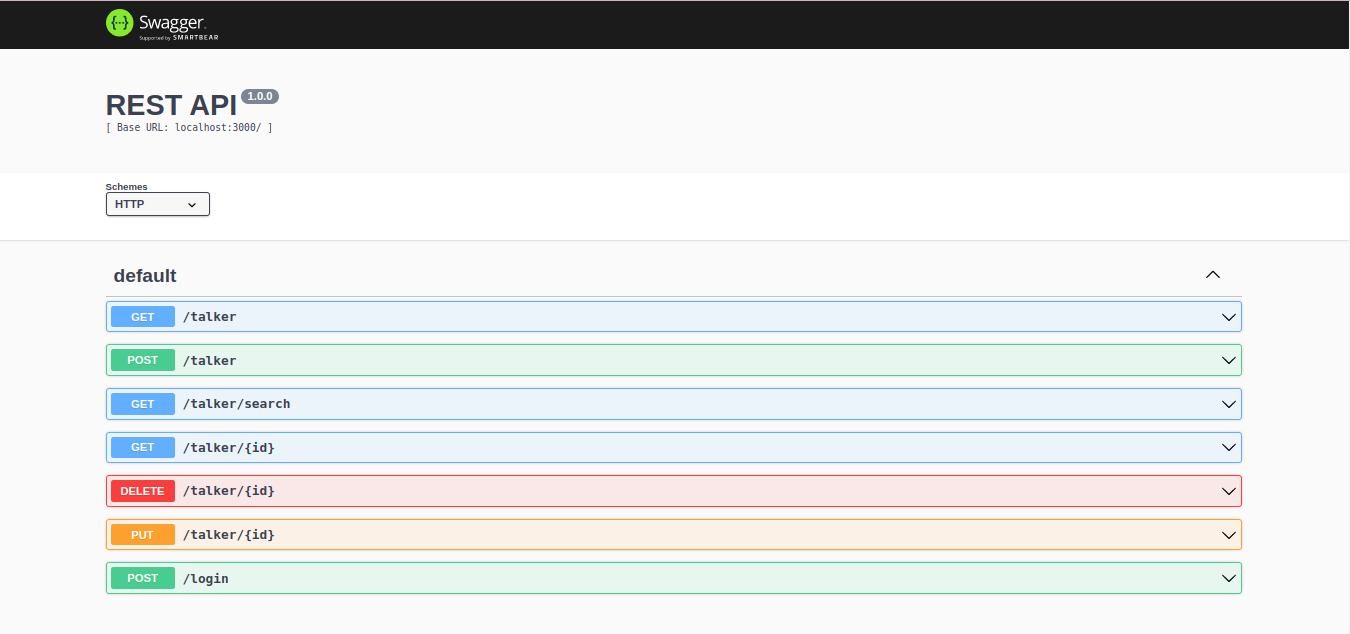 {···} Swagger.
Supported by SMARTBEAR
REST API 1.0.0
[ Base URL: localhost:3000/ ]
Schemes
HTTP
default
GET /talker
POST /talker
GET /talker/search
GET /talker/{id}
DELETE /talker/{id}
PUT /talker/{id}
POST /login